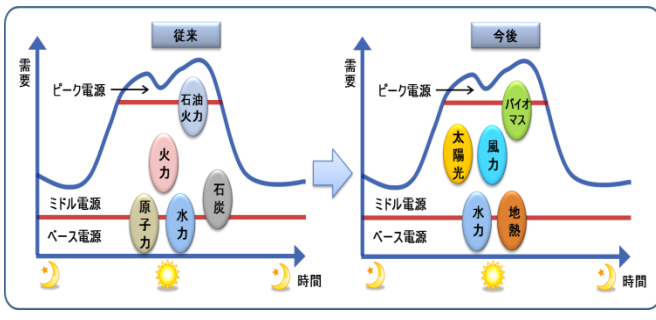 従来
需要
ピーク電源
石油
火力
火力
石炭
ミドル電源
原子力
水力
ベース電源
時間
今後
需要
ピーク電源
バイオ
マス
太陽光
風力
ミドル電源
水力
地熱
ベース電源
時間